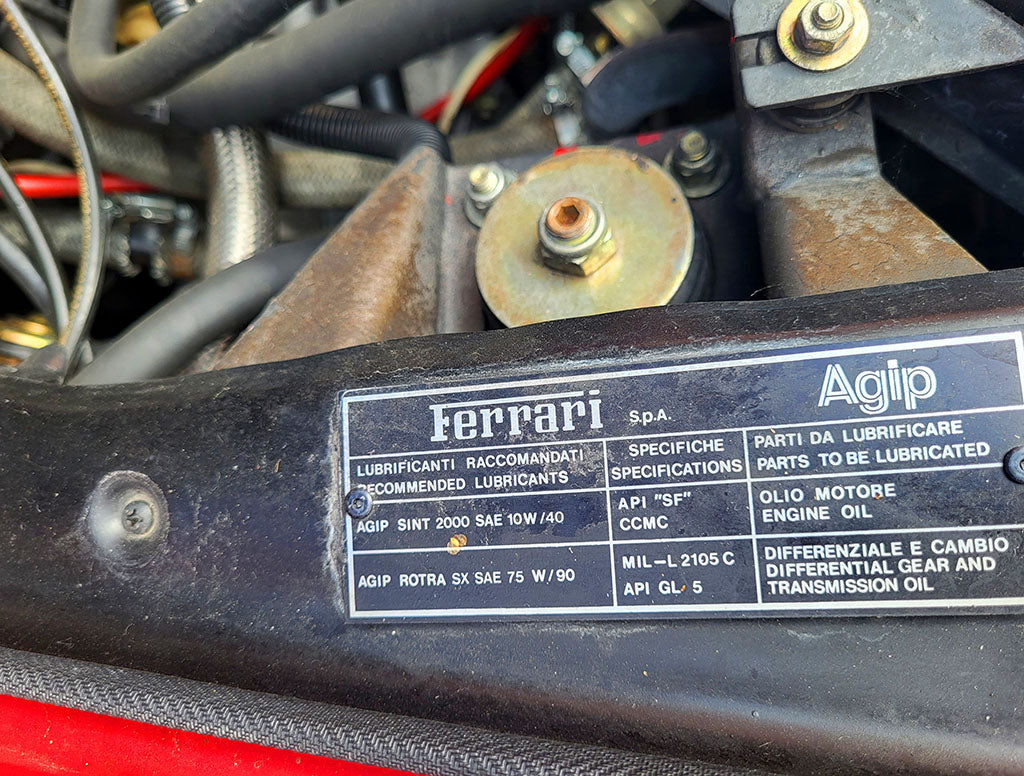 Ferrari S.p.A. Agip
LUBRIFICANTI RACCOMANDATI
RECOMMENDED LUBRICANTS
SPECIFICHE
SPECIFICATIONS
PARTI DA LUBRIFICARE
PARTS TO BE LUBRICATED
AGIP SINT 2000 SAE 10W/40
API "SF"
CCMC
OLIO MOTORE
ENGINE OIL
AGIP ROTRA SX SAE 75 W/90
MIL-L 2105 C
API GL 5
DIFFERENZIALE E CAMBIO
DIFFERENTIAL GEAR AND
TRANSMISSION OIL